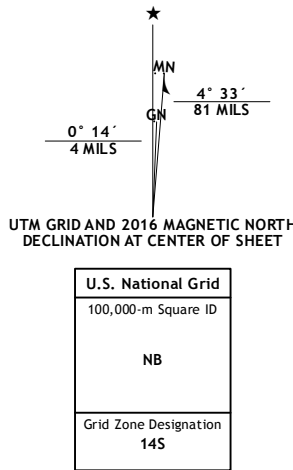 ★
MN
4° 33´
81 MILS
GN
0° 14´
4 MILS
UTM GRID AND 2016 MAGNETIC NORTH
DECLINATION AT CENTER OF SHEET
U.S. National Grid
100,000-m Square ID
NB
Grid Zone Designation
14S